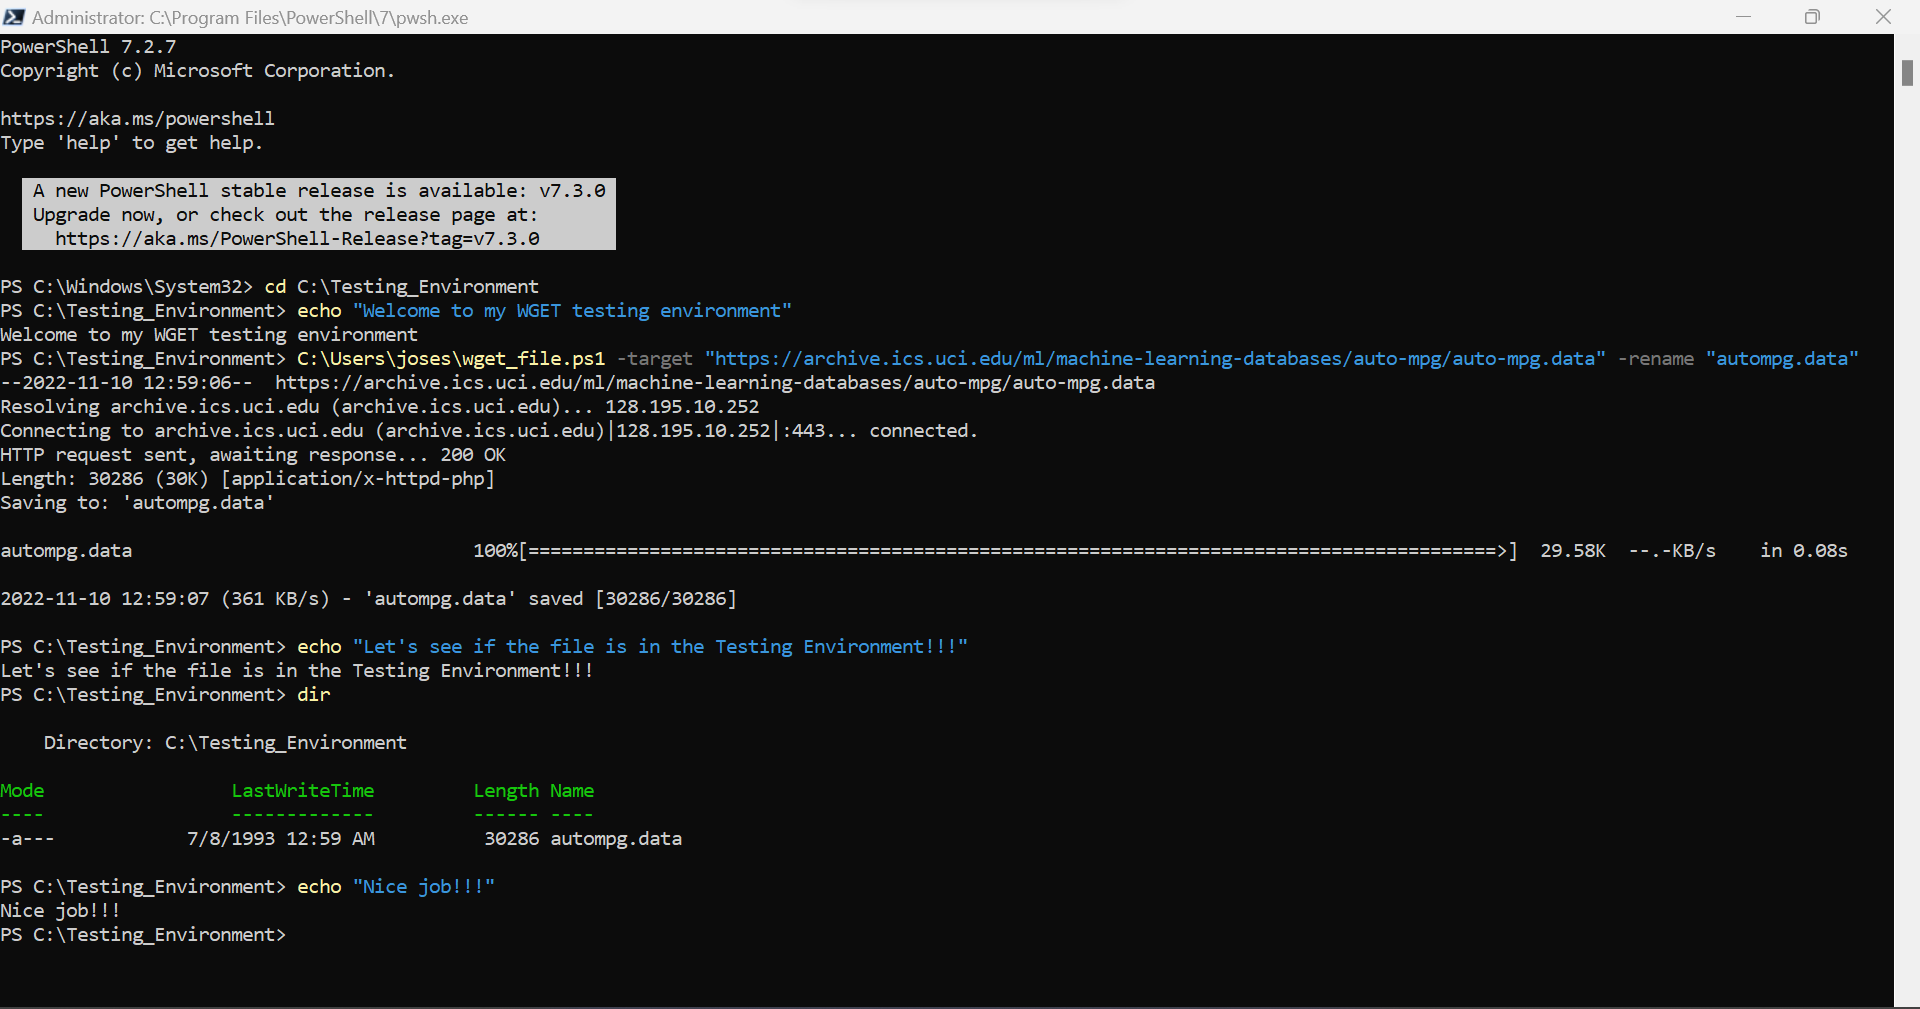 Administrator: C:\Program Files\PowerShell\7\pwsh.exe
PowerShell 7.2.7
Copyright (c) Microsoft Corporation.
https://aka.ms/powershell
Type 'help' to get help.
A new PowerShell stable release is available: v7.3.0
Upgrade now, or check out the release page at:
https://aka.ms/PowerShell-Release?tag=v7.3.0
PS C:\Windows\System32> cd C:\Testing_Environment
PS C:\Testing_Environment> echo "Welcome to my WGET testing environment"
Welcome to my WGET testing environment
PS C:\Testing_Environment> C:\Users\joses\wget_file.ps1 -target "https://archive.ics.uci.edu/ml/machine-learning-databases/auto-mpg/auto-mpg.data" -rename "autompg.data"
--2022-11-10 12:59:06--  https://archive.ics.uci.edu/ml/machine-learning-databases/auto-mpg/auto-mpg.data
Resolving archive.ics.uci.edu (archive.ics.uci.edu)... 128.195.10.252
Connecting to archive.ics.uci.edu (archive.ics.uci.edu)|128.195.10.252|:443... connected.
HTTP request sent, awaiting response... 200 OK
Length: 30286 (30K) [application/x-httpd-php]
Saving to: 'autompg.data'
autompg.data 100%[========================================================================================>] 29.58K --.-KB/s in 0.08s
2022-11-10 12:59:07 (361 KB/s) - 'autompg.data' saved [30286/30286]
PS C:\Testing_Environment> echo "Let's see if the file is in the Testing Environment!!!"
Let's see if the file is in the Testing Environment!!!
PS C:\Testing_Environment> dir
Directory: C:\Testing_Environment
Mode LastWriteTime Length Name
---- ------------- ------ ----
-a--- 7/8/1993 12:59 AM 30286 autompg.data
PS C:\Testing_Environment> echo "Nice job!!!"
Nice job!!!
PS C:\Testing_Environment>